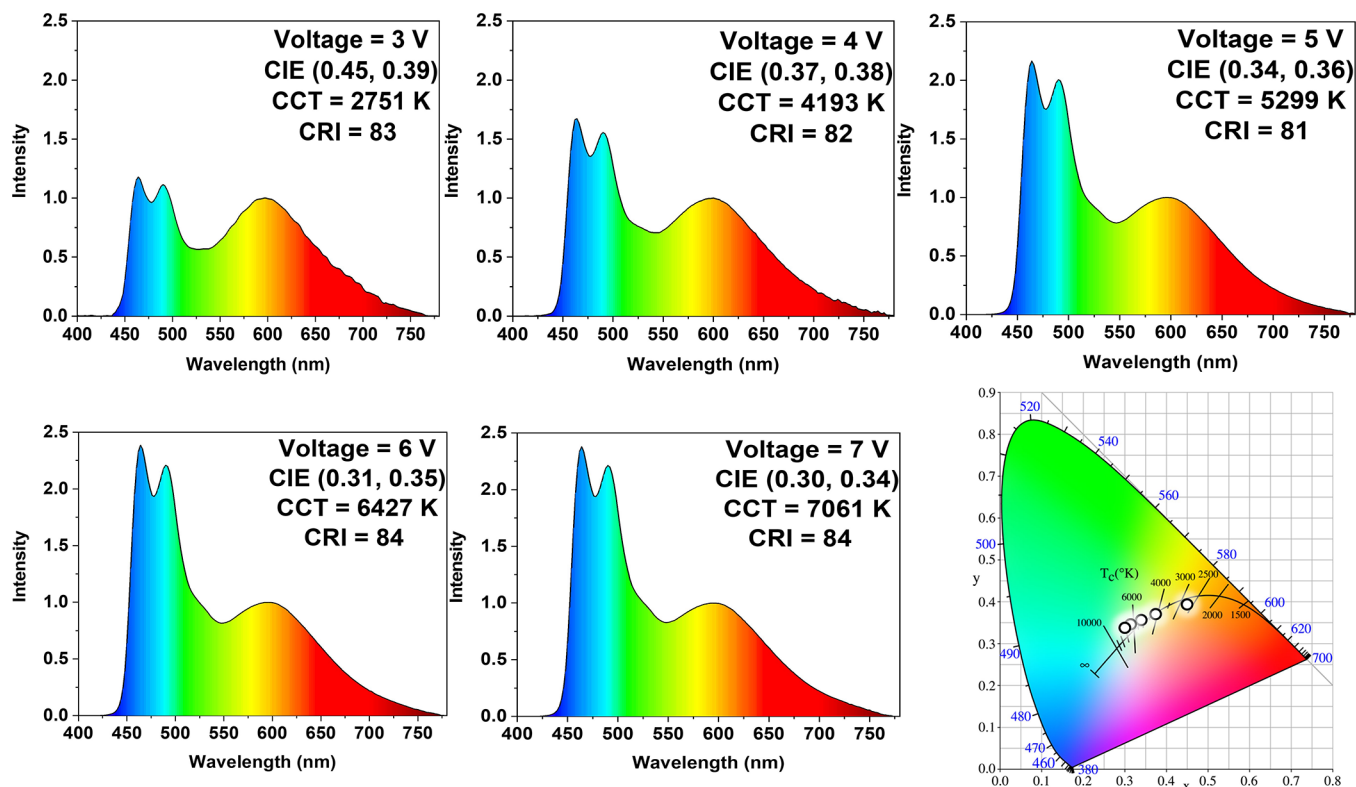 2.5
2.0
1.5
1.0
0.5
0.0
Intensity
Voltage = 3 V
CIE (0.45, 0.39)
CCT = 2751 K
CRI = 83
400 450 500 550 600 650 700 750
Wavelength (nm)
2.5
2.0
1.5
1.0
0.5
0.0
Intensity
Voltage = 4 V
CIE (0.37, 0.38)
CCT = 4193 K
CRI = 82
400 450 500 550 600 650 700 750
Wavelength (nm)
2.5
2.0
1.5
1.0
0.5
0.0
Intensity
Voltage = 5 V
CIE (0.34, 0.36)
CCT = 5299 K
CRI = 81
400 450 500 550 600 650 700 750
Wavelength (nm)
2.5
2.0
1.5
1.0
0.5
0.0
Intensity
Voltage = 6 V
CIE (0.31, 0.35)
CCT = 6427 K
CRI = 84
400 450 500 550 600 650 700 750
Wavelength (nm)
2.5
2.0
1.5
1.0
0.5
0.0
Intensity
Voltage = 7 V
CIE (0.30, 0.34)
CCT = 7061 K
CRI = 84
400 450 500 550 600 650 700 750
Wavelength (nm)
0.9
0.8
0.7
0.6
0.5
y
0.4
0.3
0.2
0.1
0.0
520
540
560
580
600
620
700
500
490
480
470
460
380
Tc(°K)
∞
10000
6000
4000
3000
2500
2000
1500
0.0 0.1 0.2 0.3 0.4 0.5 0.6 0.7 0.8
x